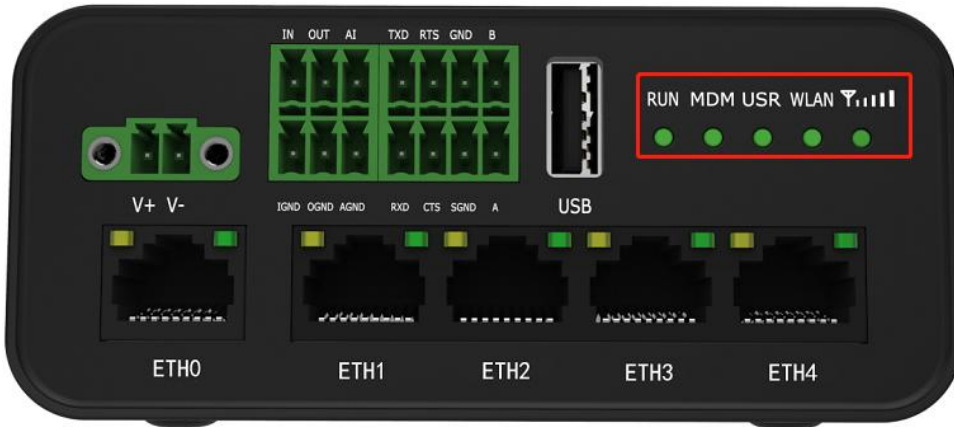 IN OUT AI TXD RTS GND B
RUN MDM USR WLAN
V+ V-
IGND OGND AGND RXD CTS SGND A
USB
ETH0 ETH1 ETH2 ETH3 ETH4